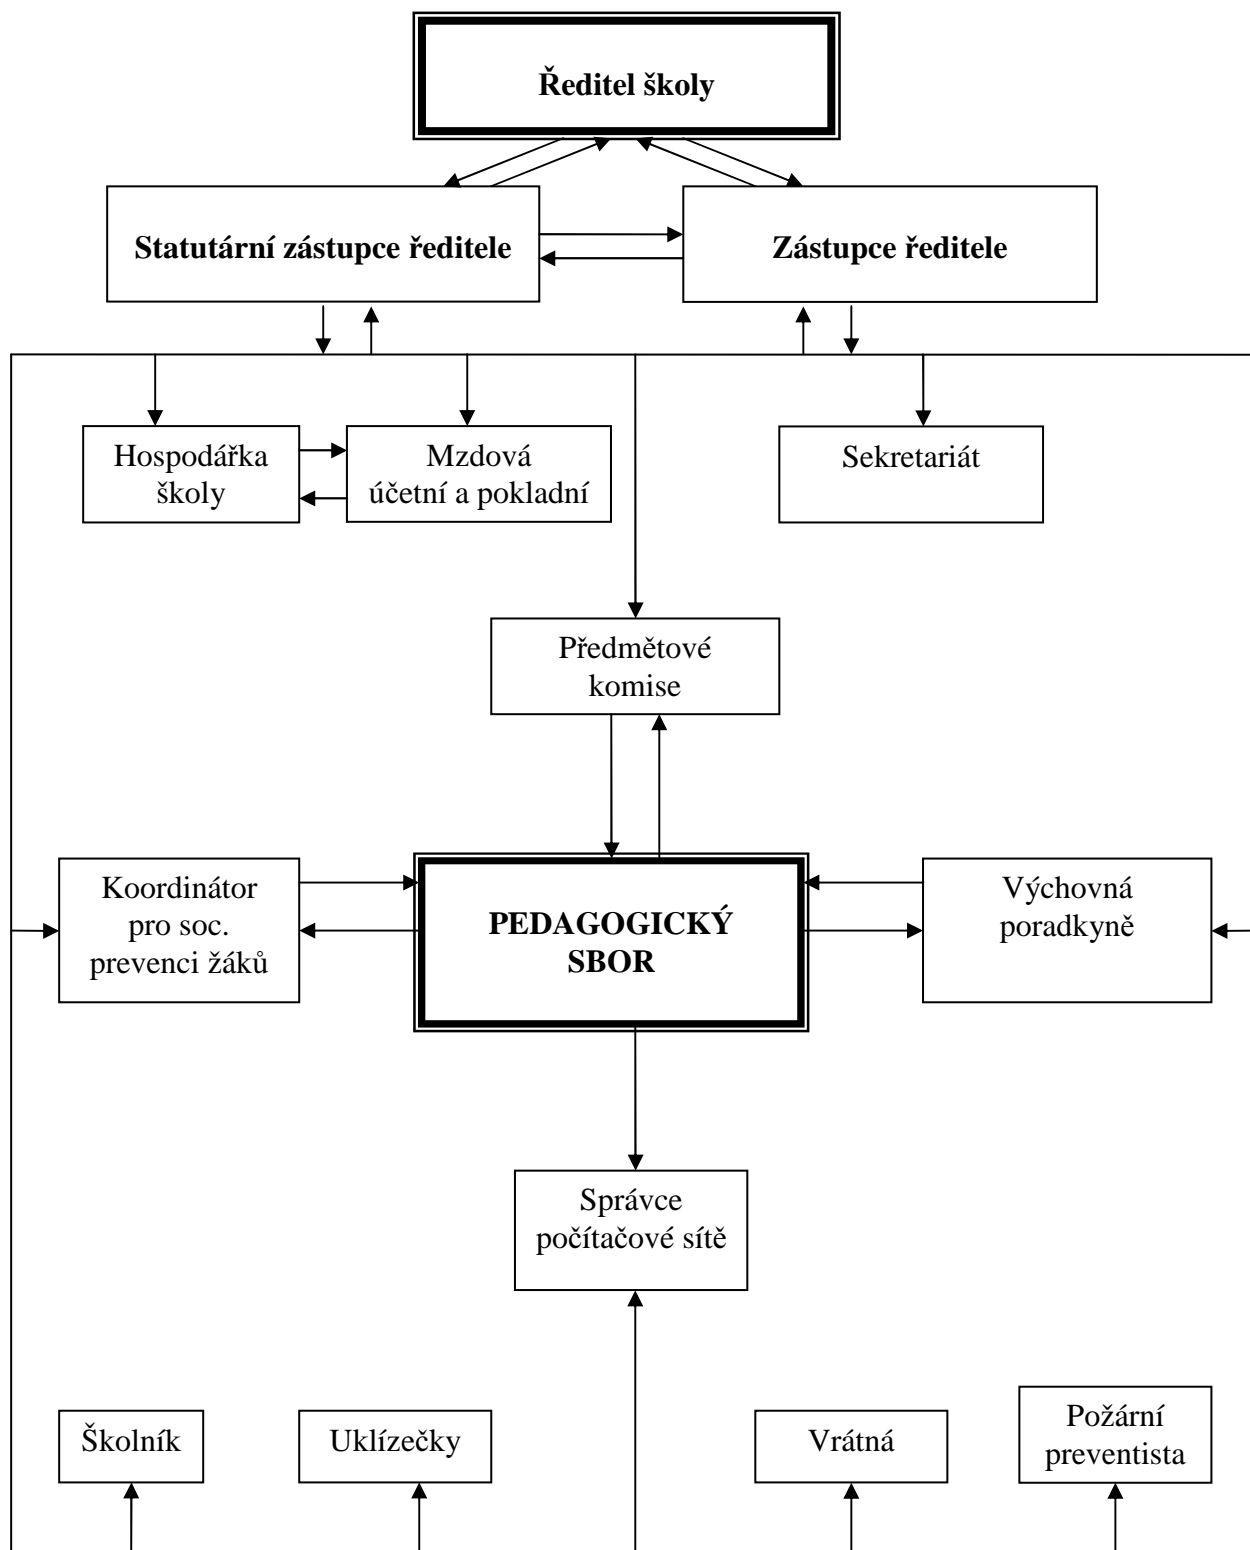 Ředitel školy
Statutární zástupce ředitele
Zástupce ředitele
Hospodářka
školy
Mzdová
účetní a pokladní
Sekretariát
Předmětové
komise
Koordinátor
pro soc.
prevenci žáků
PEDAGOGICKÝ
SBOR
Výchovná
poradkyně
Správce
počítačové sítě
Školník
Uklízečky
Vrátná
Požární
preventista